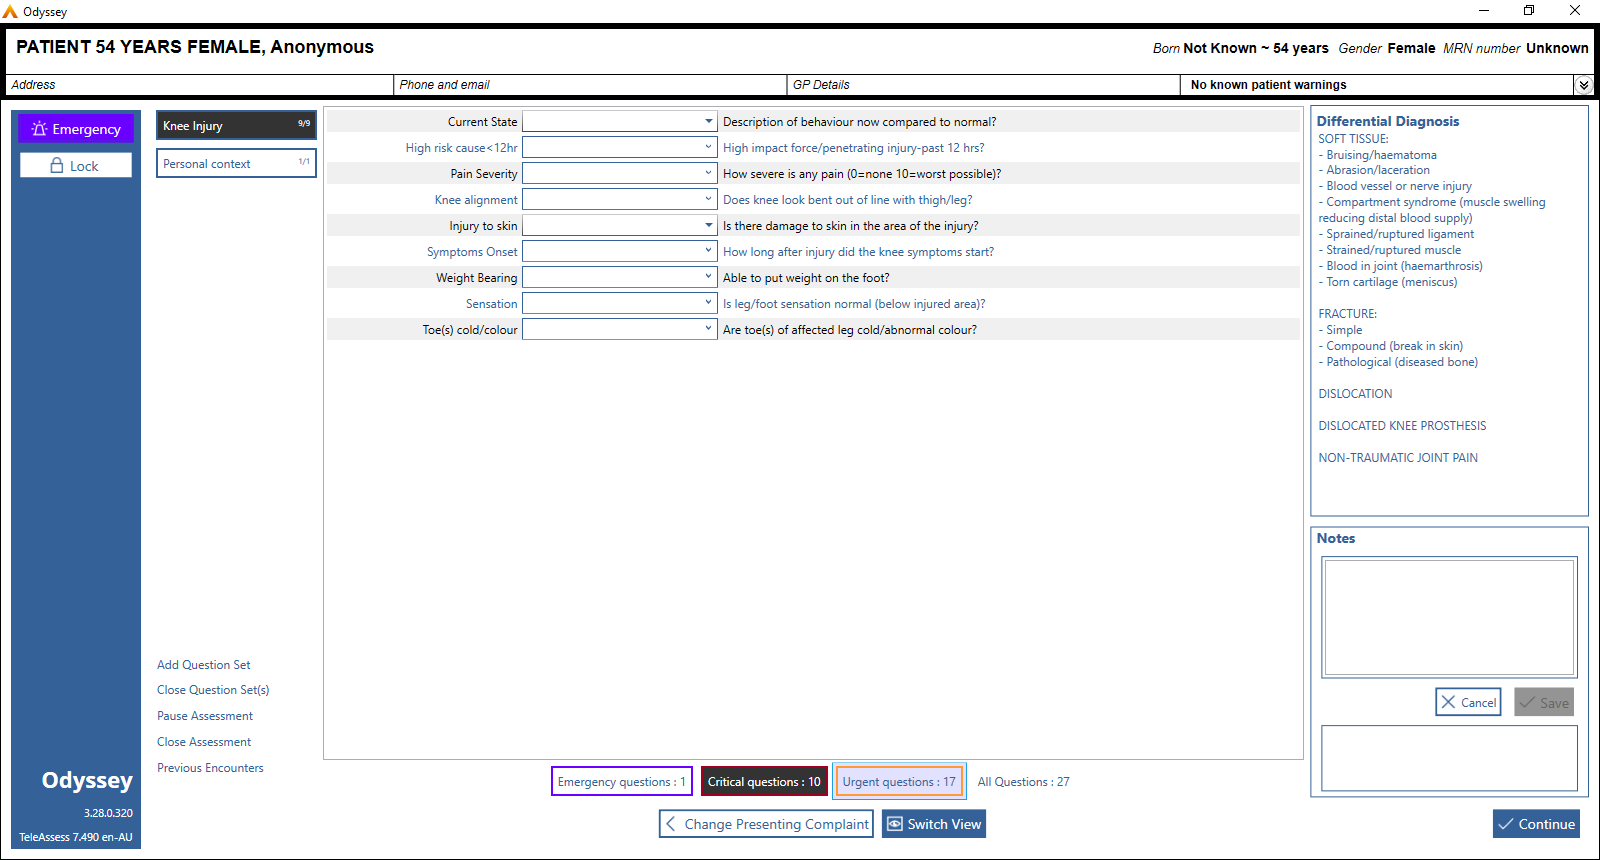 Odyssey
PATIENT 54 YEARS FEMALE, Anonymous
Born Not Known ~ 54 years Gender Female MRN number Unknown
Address
Phone and email
GP Details
No known patient warnings
Emergency
Lock
Knee Injury 9/9
Personal context 1/1
Current State Description of behaviour now compared to normal?
High risk cause<12hr High impact force/penetrating injury-past 12 hrs?
Pain Severity How severe is any pain (0=none 10=worst possible)?
Knee alignment Does knee look bent out of line with thigh/leg?
Injury to skin Is there damage to skin in the area of the injury?
Symptoms Onset How long after injury did the knee symptoms start?
Weight Bearing Able to put weight on the foot?
Sensation Is leg/foot sensation normal (below injured area)?
Toe(s) cold/colour Are toe(s) of affected leg cold/abnormal colour?
Differential Diagnosis
SOFT TISSUE:
- Bruising/haematoma
- Abrasion/laceration
- Blood vessel or nerve injury
- Compartment syndrome (muscle swelling
reducing distal blood supply)
- Sprained/ruptured ligament
- Strained/ruptured muscle
- Blood in joint (haemarthrosis)
- Torn cartilage (meniscus)
FRACTURE:
- Simple
- Compound (break in skin)
- Pathological (diseased bone)
DISLOCATION
DISLOCATED KNEE PROSTHESIS
NON-TRAUMATIC JOINT PAIN
Notes
Cancel
Save
Add Question Set
Close Question Set(s)
Pause Assessment
Close Assessment
Previous Encounters
Odyssey
3.28.0.320
TeleAssess 7.490 en-AU
Emergency questions : 1
Critical questions : 10
Urgent questions : 17
All Questions : 27
Change Presenting Complaint
Switch View
Continue